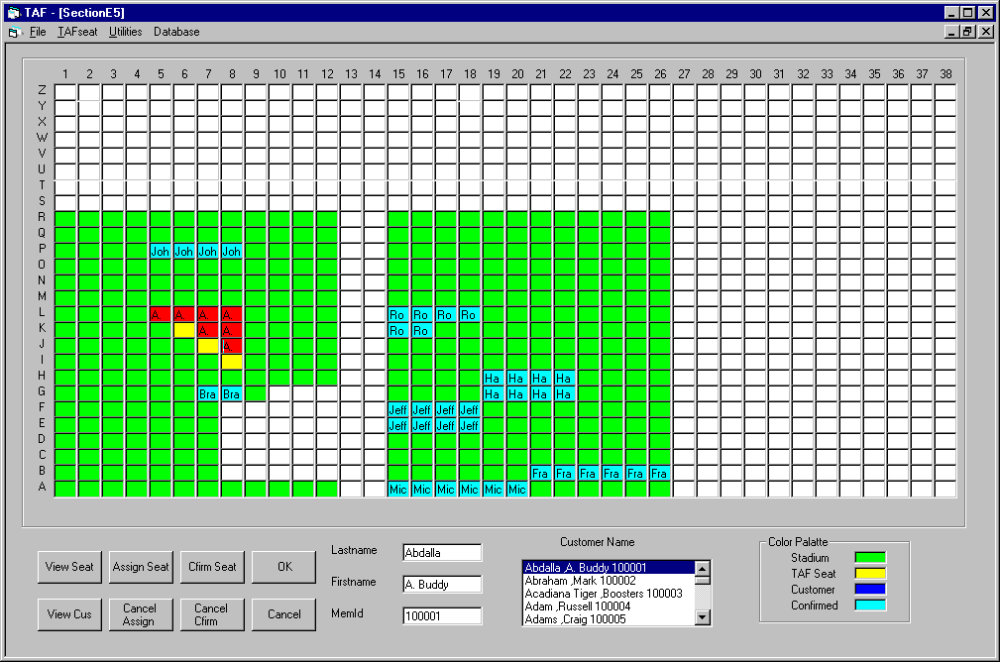 TAF - [SectionE5]
File TAFseat Utilities Database
1 2 3 4 5 6 7 8 9 10 11 12 13 14 15 16 17 18 19 20 21 22 23 24 25 26 27 28 29 30 31 32 33 34 35 36 37 38
Z
Y
X
W
V
U
T
S
R
Q
P Joh Joh Joh Joh
O
N
M
L A. A. A. A. Ro Ro Ro Ro
K A. A. Ro Ro
J A.
I
H Ha Ha Ha Ha
G Bra Bra Ha Ha Ha Ha
F Jeff Jeff Jeff Jeff
E Jeff Jeff Jeff Jeff
D
C
B Fra Fra Fra Fra Fra Fra
A Mic Mic Mic Mic Mic Mic
View Seat Assign Seat Cfirm Seat OK
View Cus Cancel Assign Cancel Cfirm Cancel
Lastname Abdalla
Firstname A. Buddy
MemId 100001
Customer Name
Abdalla ,A. Buddy 100001
Abraham ,Mark 100002
Acadiana Tiger ,Boosters 100003
Adam ,Russell 100004
Adams ,Craig 100005
Color Palatte
Stadium
TAF Seat
Customer
Confirmed